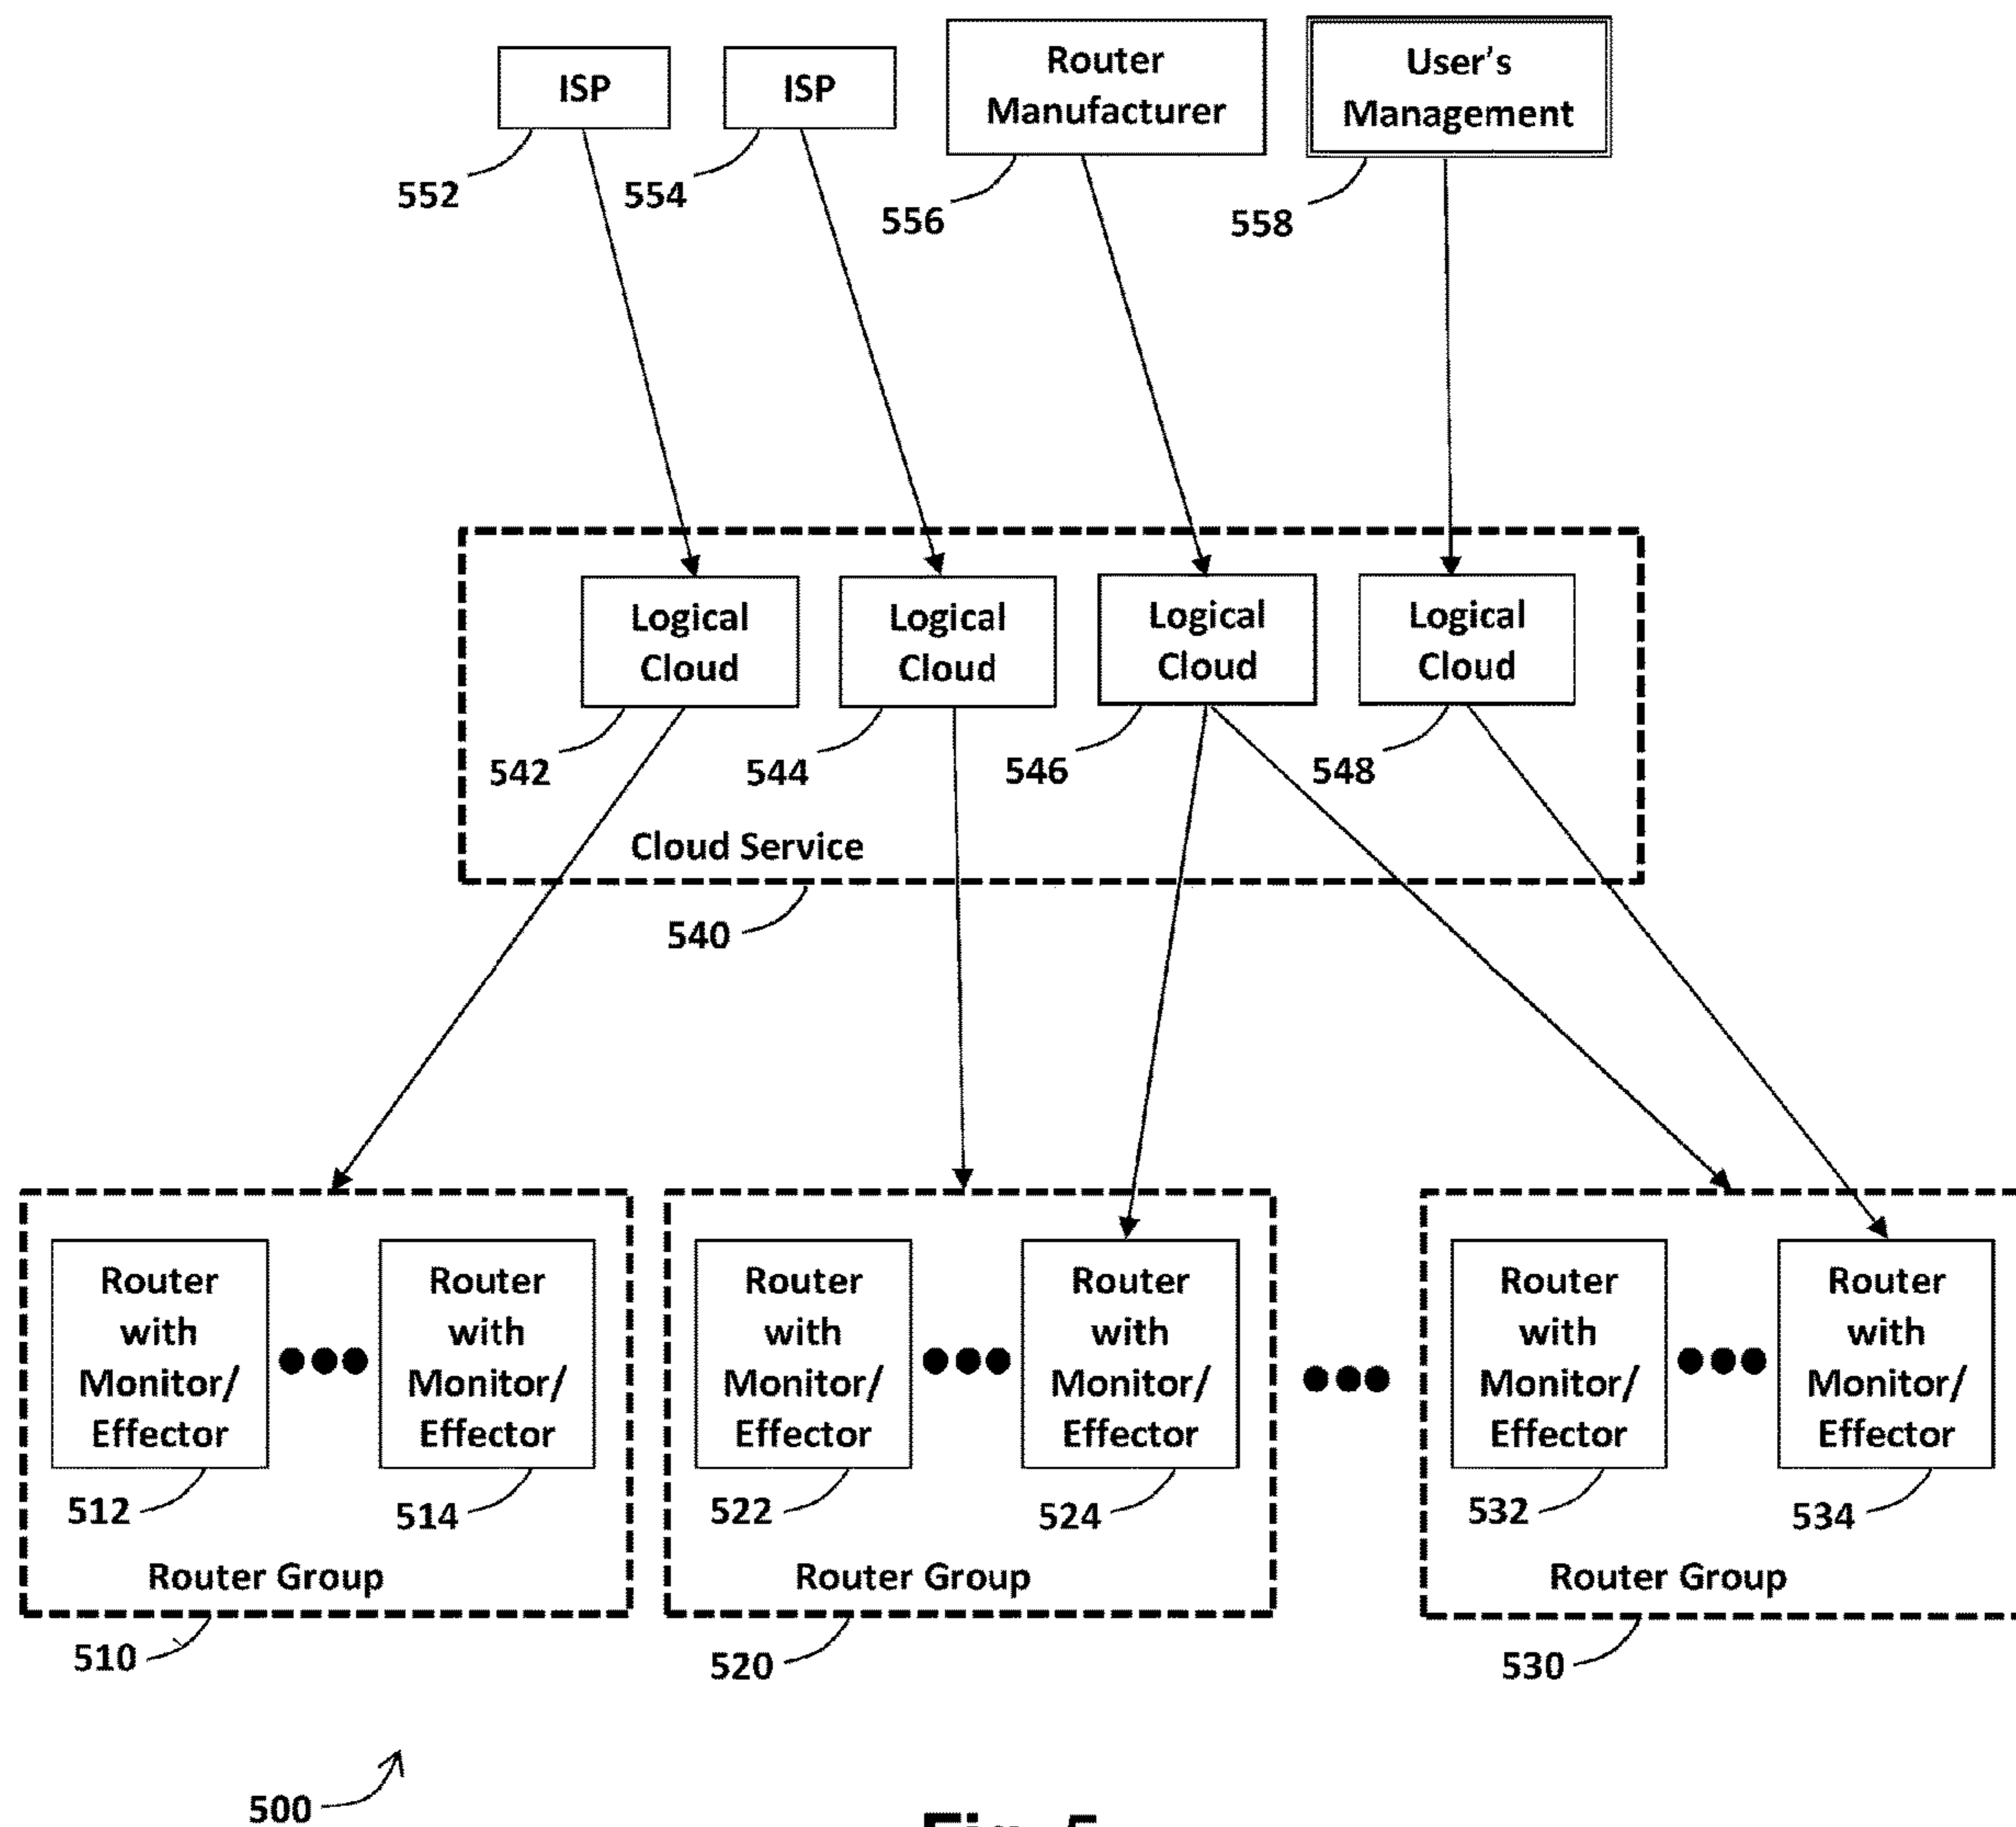 ISP
ISP
Router
Manufacturer
User's
Management
552
554
556
558
Logical
Cloud
Logical
Cloud
Logical
Cloud
Logical
Cloud
542
544
546
548
Cloud Service
540
Router
with
Monitor/
Effector
Router
with
Monitor/
Effector
Router
with
Monitor/
Effector
Router
with
Monitor/
Effector
Router
with
Monitor/
Effector
Router
with
Monitor/
Effector
512
514
522
524
532
534
Router Group
Router Group
Router Group
510
520
530
500